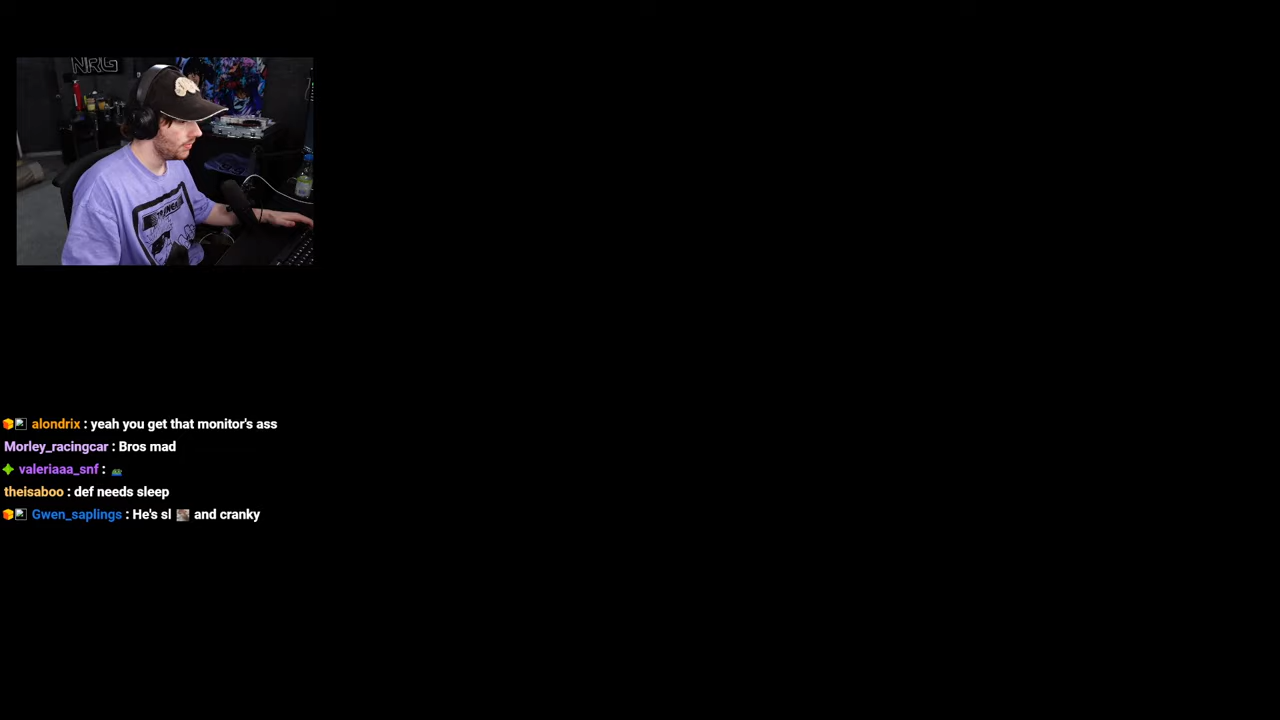 NRG
alondrix : yeah you get that monitor's ass
Morley_racingcar : Bros mad
valeriaaa_snf :
theisaboo : def needs sleep
Gwen_saplings : He's sl and cranky